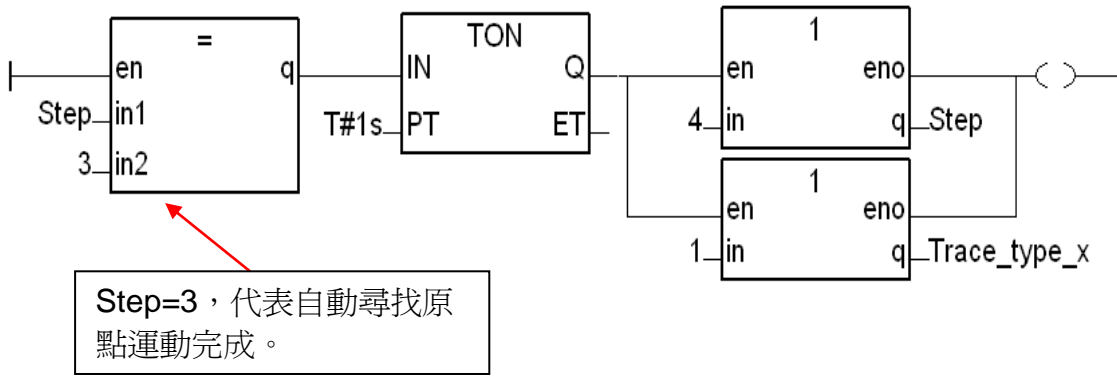 =
en q
Step in1
3 in2
TON
IN Q
T#1s PT ET
1
en eno
4 in q Step
1
en eno
1 in q Trace_type_x
Step=3，代表自動尋找原
點運動完成。